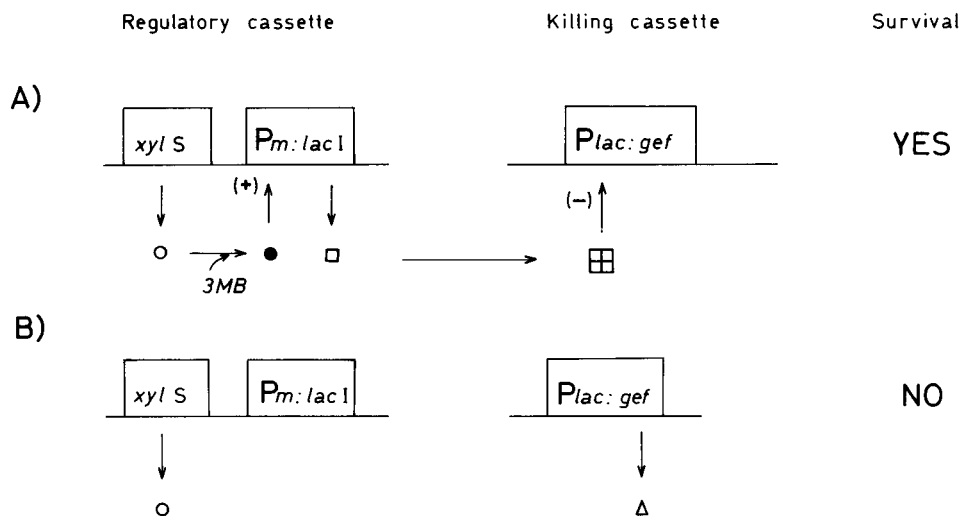 Regulatory cassette Killing cassette Survival
A)
xyl S Pm: lac I Plac: gef YES
(+) (−)
3MB
B)
xyl S Pm: lac I Plac: gef NO